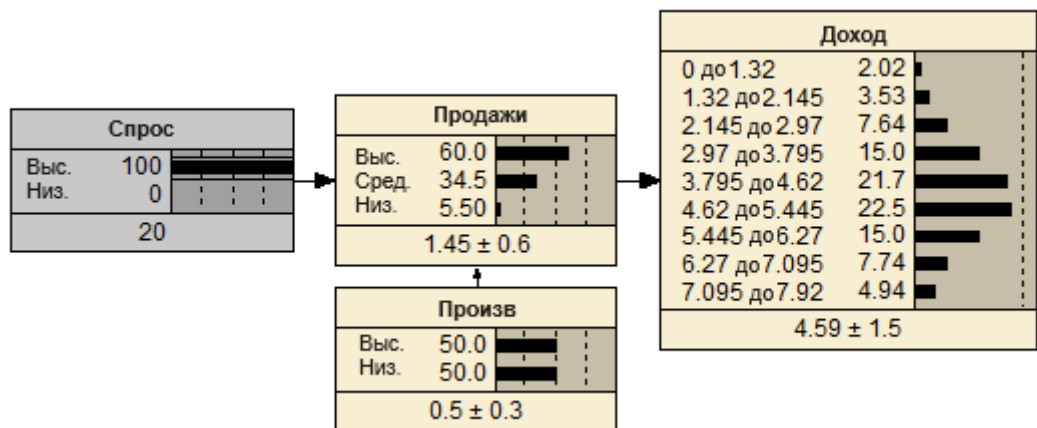 Спрос
Выс. 100
Низ. 0
20
Продажи
Выс. 60.0
Сред. 34.5
Низ. 5.50
1.45 ± 0.6
Произв
Выс. 50.0
Низ. 50.0
0.5 ± 0.3
Доход
0 до 1.32 2.02
1.32 до 2.145 3.53
2.145 до 2.97 7.64
2.97 до 3.795 15.0
3.795 до 4.62 21.7
4.62 до 5.445 22.5
5.445 до 6.27 15.0
6.27 до 7.095 7.74
7.095 до 7.92 4.94
4.59 ± 1.5